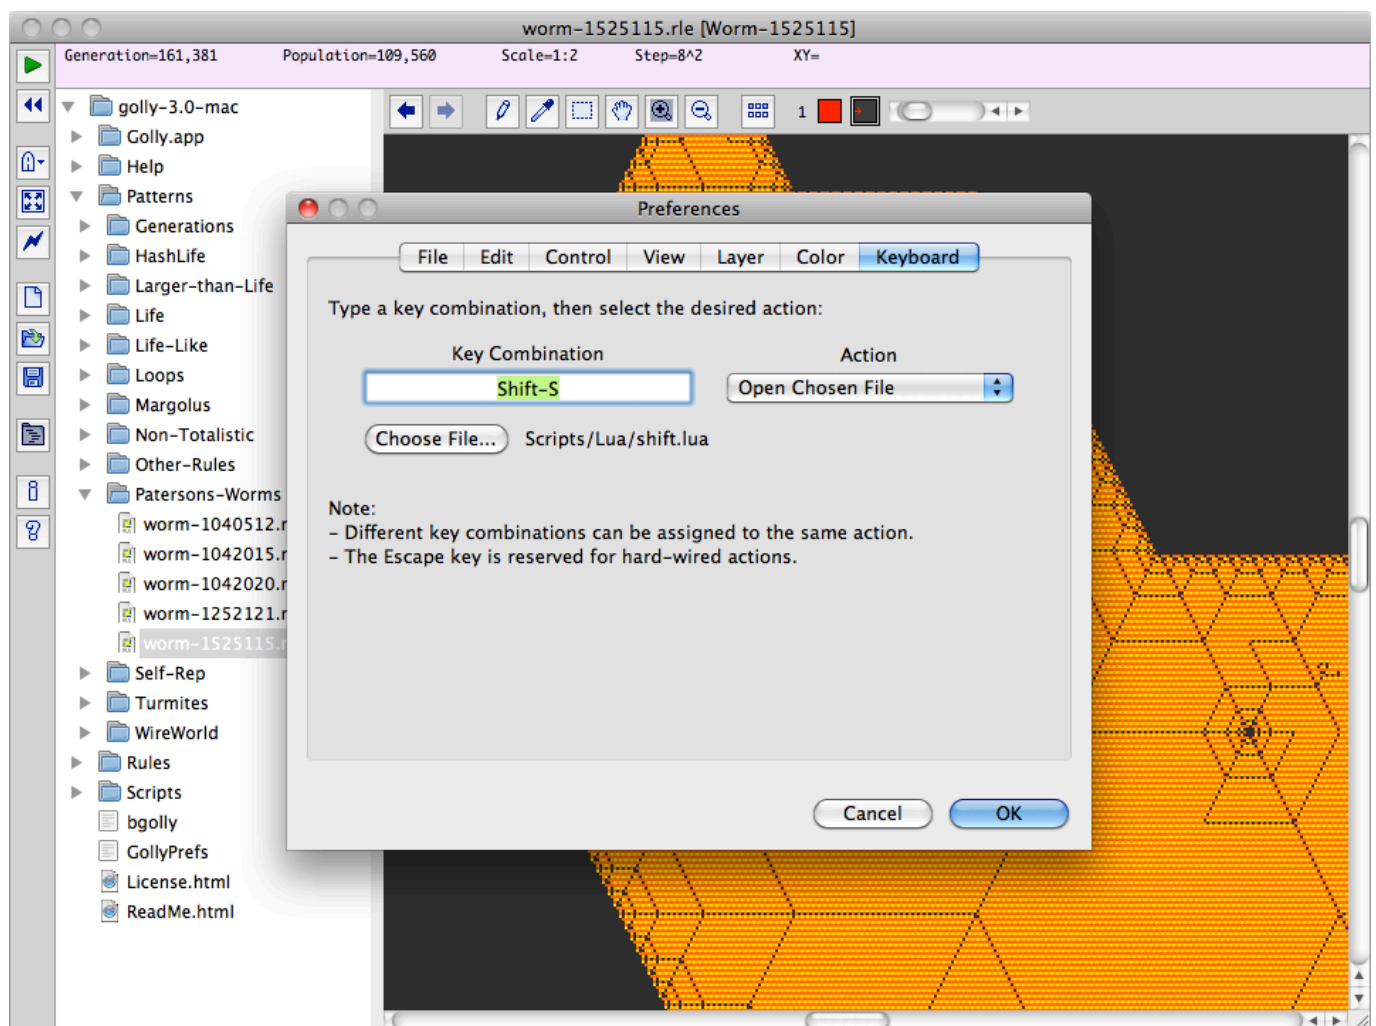 worm-1525115.rle [Worm-1525115]
Generation=161,381 Population=109,560 Scale=1:2 Step=8^2 XY=
golly-3.0-mac
Golly.app
Help
Patterns
Generations
HashLife
Larger-than-Life
Life
Life-Like
Loops
Margolus
Non-Totalistic
Other-Rules
Patersons-Worms
worm-1040512.r
worm-1042015.r
worm-1042020.r
worm-1252121.r
worm-1525115.r
Self-Rep
Turmites
WireWorld
Rules
Scripts
bgolly
GollyPrefs
License.html
ReadMe.html
1
Preferences
File Edit Control View Layer Color Keyboard
Type a key combination, then select the desired action:
Key Combination Action
Shift-S Open Chosen File
Choose File... Scripts/Lua/shift.lua
Note:
- Different key combinations can be assigned to the same action.
- The Escape key is reserved for hard-wired actions.
Cancel OK